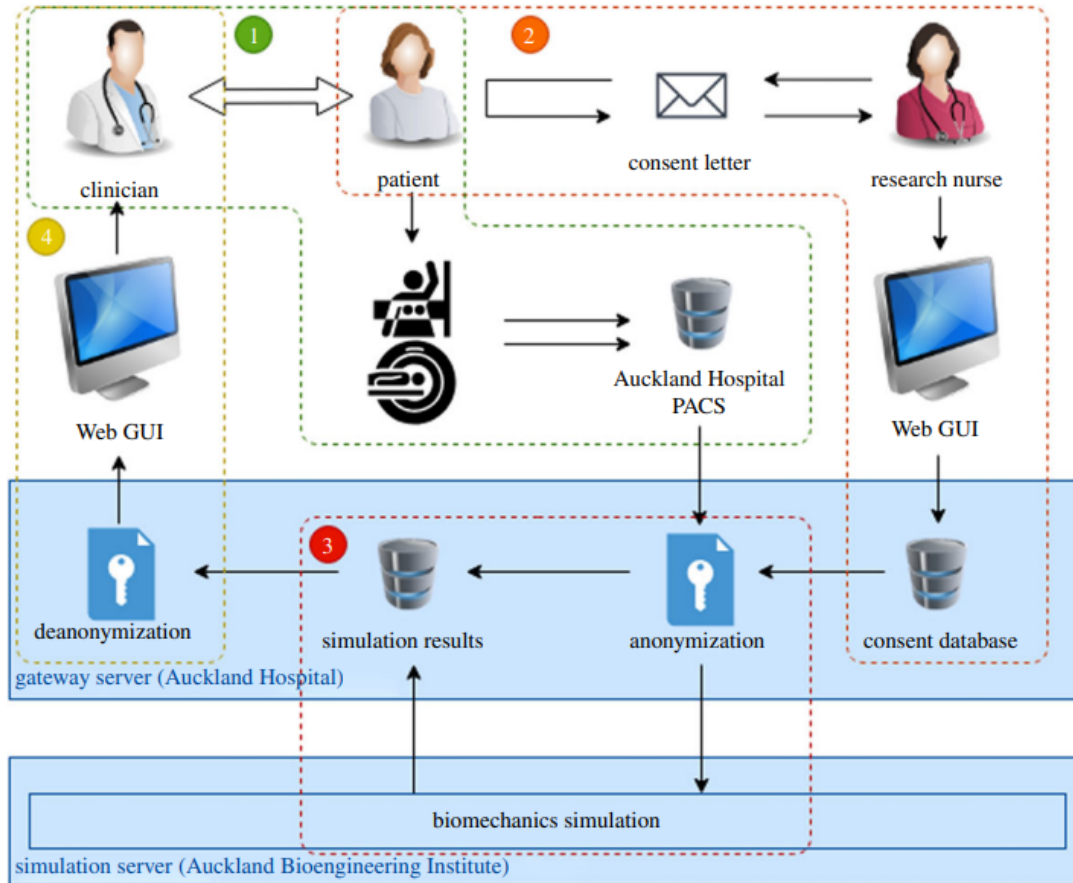 1
2
clinician
patient
consent letter
research nurse
4
Web GUI
Auckland Hospital
PACS
Web GUI
3
deanonymization
simulation results
anonymization
consent database
gateway server (Auckland Hospital)
biomechanics simulation
simulation server (Auckland Bioengineering Institute)